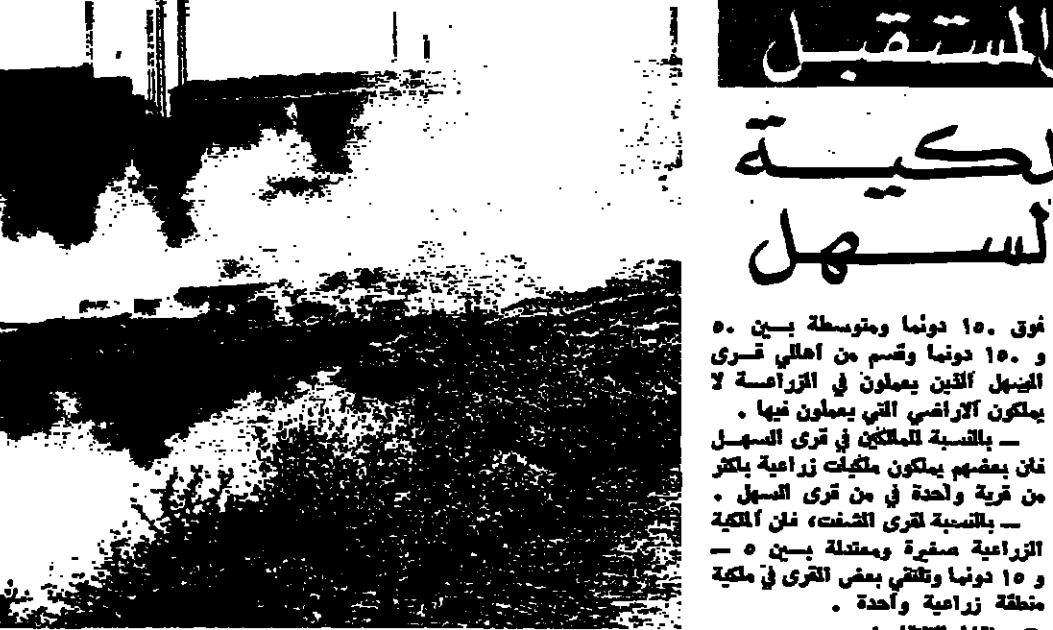 المستقبل
لكية
لسهل
فوق ١٥٠ دونما ومتوسطة بين ٥٠
و ١٥٠ دونما وقسم من اهالي قرى
السهل الذين يعملون في الزراعة لا
يملكون الاراضي التي يعملون فيها .
— بالنسبة للمالكين في قرى السهل
فان بعضهم يملكون ملكيات زراعية باكثر
من قرية واحدة في من قرى السهل .
— بالنسبة لقرى الشفت، فان الملكية
الزراعية صغيرة ومعتدلة بين ٥ —
و ١٥ دونما وتلتقي بعض القرى في ملكية
منطقة زراعية واحدة .